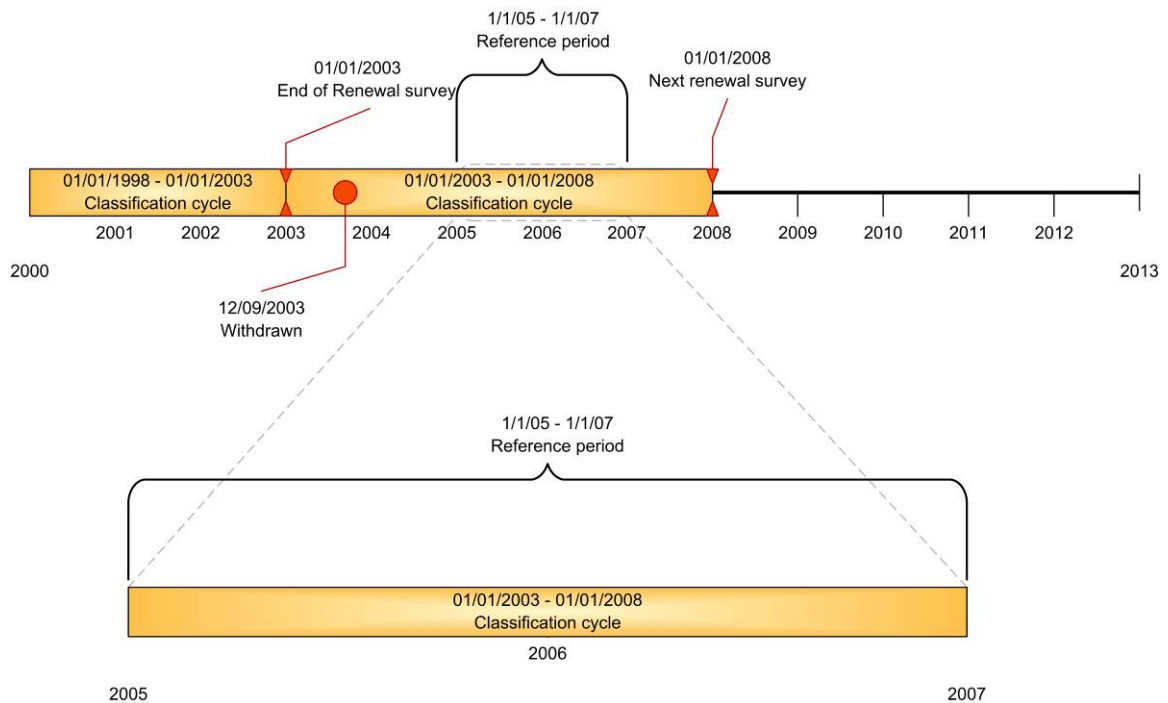 1/1/05 - 1/1/07
Reference period
01/01/2003
End of Renewal survey
01/01/2008
Next renewal survey
01/01/1998 - 01/01/2003
Classification cycle
01/01/2003 - 01/01/2008
Classification cycle
2001 2002 2003 2004 2005 2006 2007 2008 2009 2010 2011 2012
2000 2013
12/09/2003
Withdrawn
1/1/05 - 1/1/07
Reference period
01/01/2003 - 01/01/2008
Classification cycle
2006
2005 2007